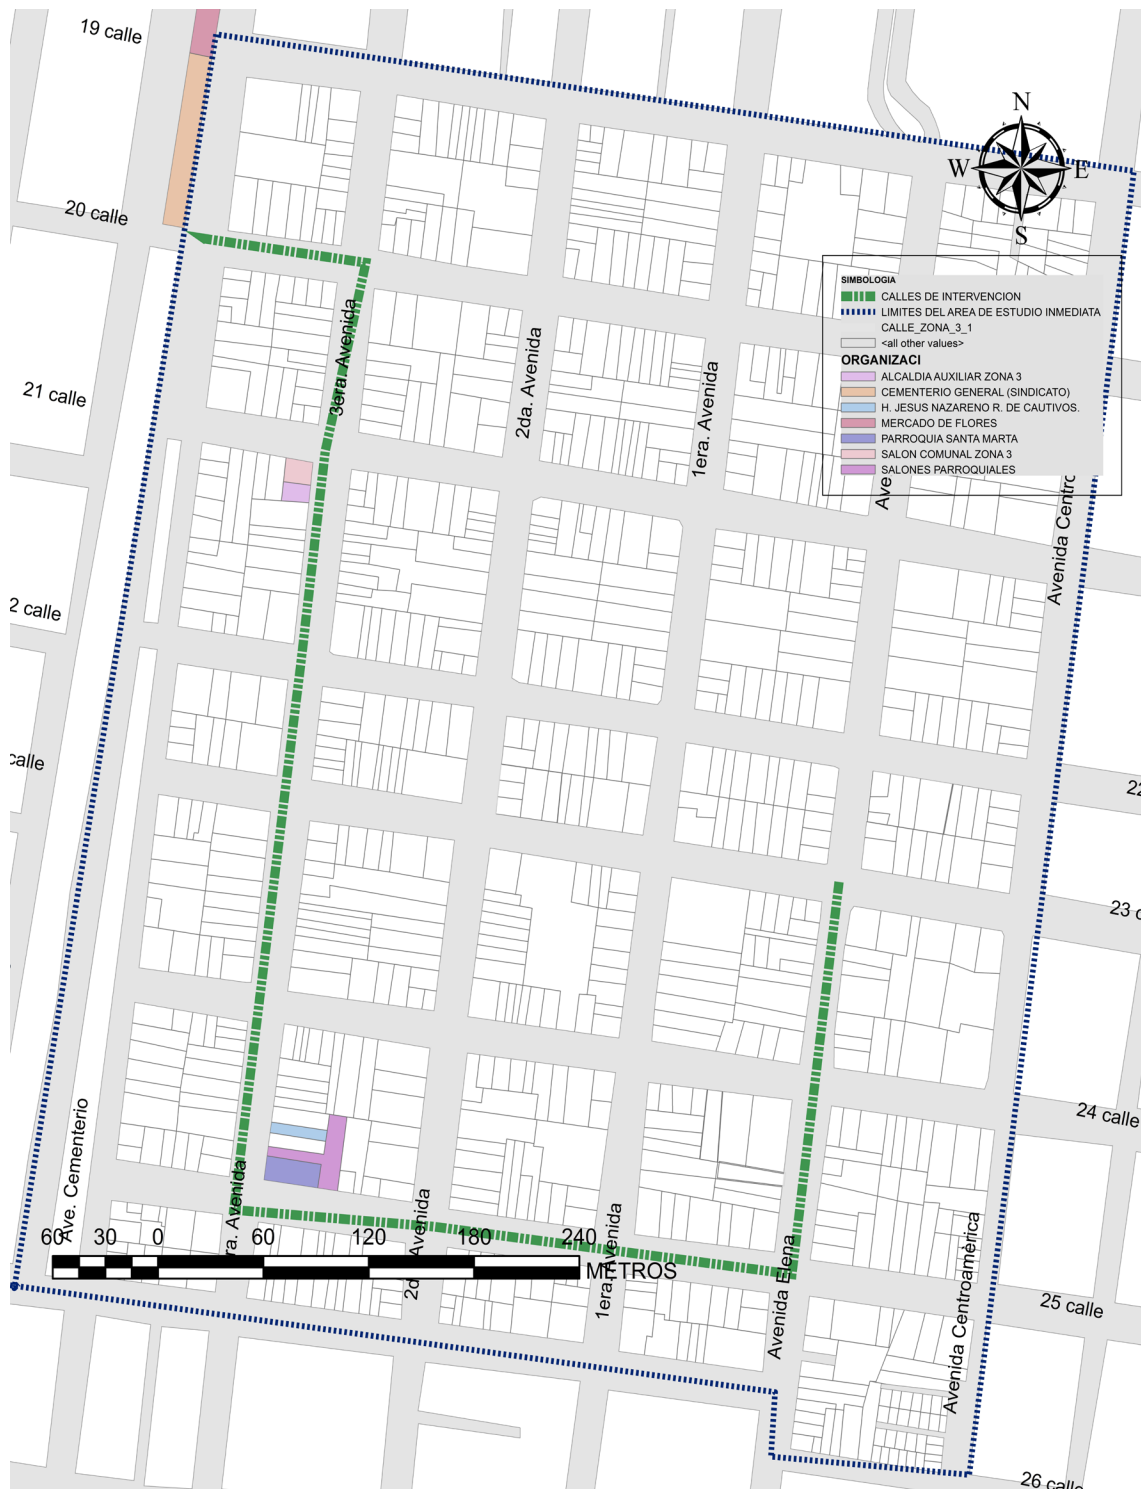 19 calle
N
W
E
S
20 calle
SIMBOLOGIA
CALLES DE INTERVENCION
LIMITES DEL AREA DE ESTUDIO INMEDIATA
CALLE_ZONA_3_1
<all other values>
ORGANIZACI
ALCALDIA AUXILIAR ZONA 3
CEMENTERIO GENERAL (SINDICATO)
H. JESUS NAZARENO R. DE CAUTIVOS.
MERCADO DE FLORES
PARROQUIA SANTA MARTA
SALON COMUNAL ZONA 3
SALONES PARROQUIALES
3era. Avenida
2da. Avenida
1era. Avenida
21 calle
Ave
Avenida Centro
2 calle
calle
22
23 c
24 calle
Ave. Cementerio
ra. Avenida
2d Avenida
1era. Avenida
Avenida Elena
Avenida Centroamèrica
60 30 0 60 120 180 240
METROS
25 calle
26 calle